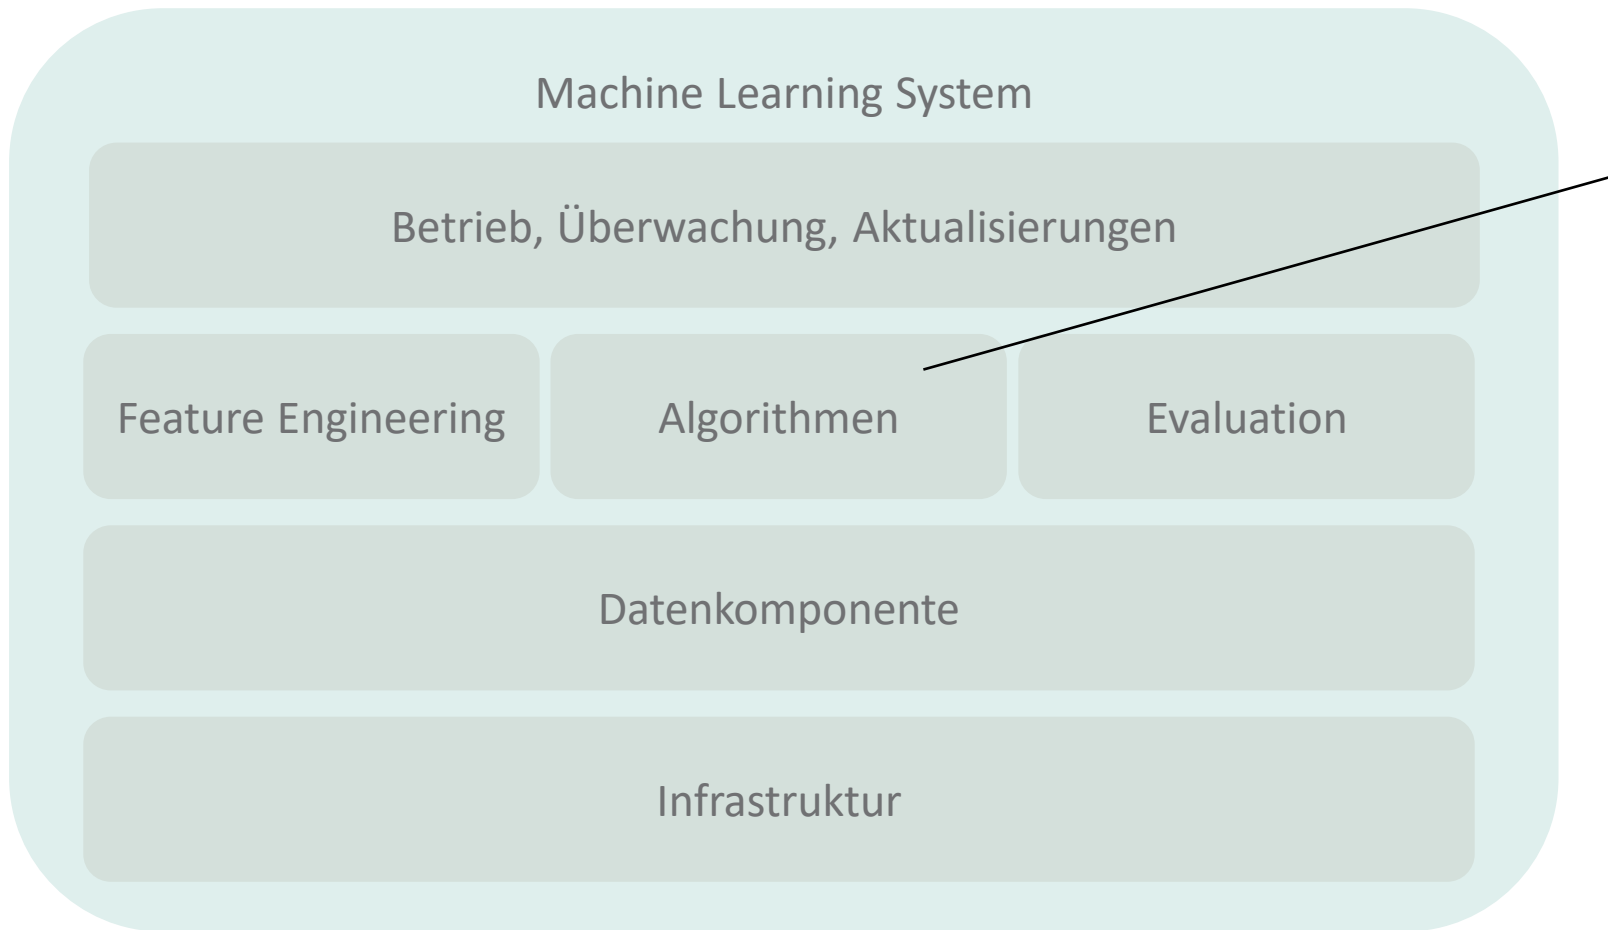 Machine Learning System
Betrieb, Überwachung, Aktualisierungen
Feature Engineering
Algorithmen
Evaluation
Datenkomponente
Infrastruktur